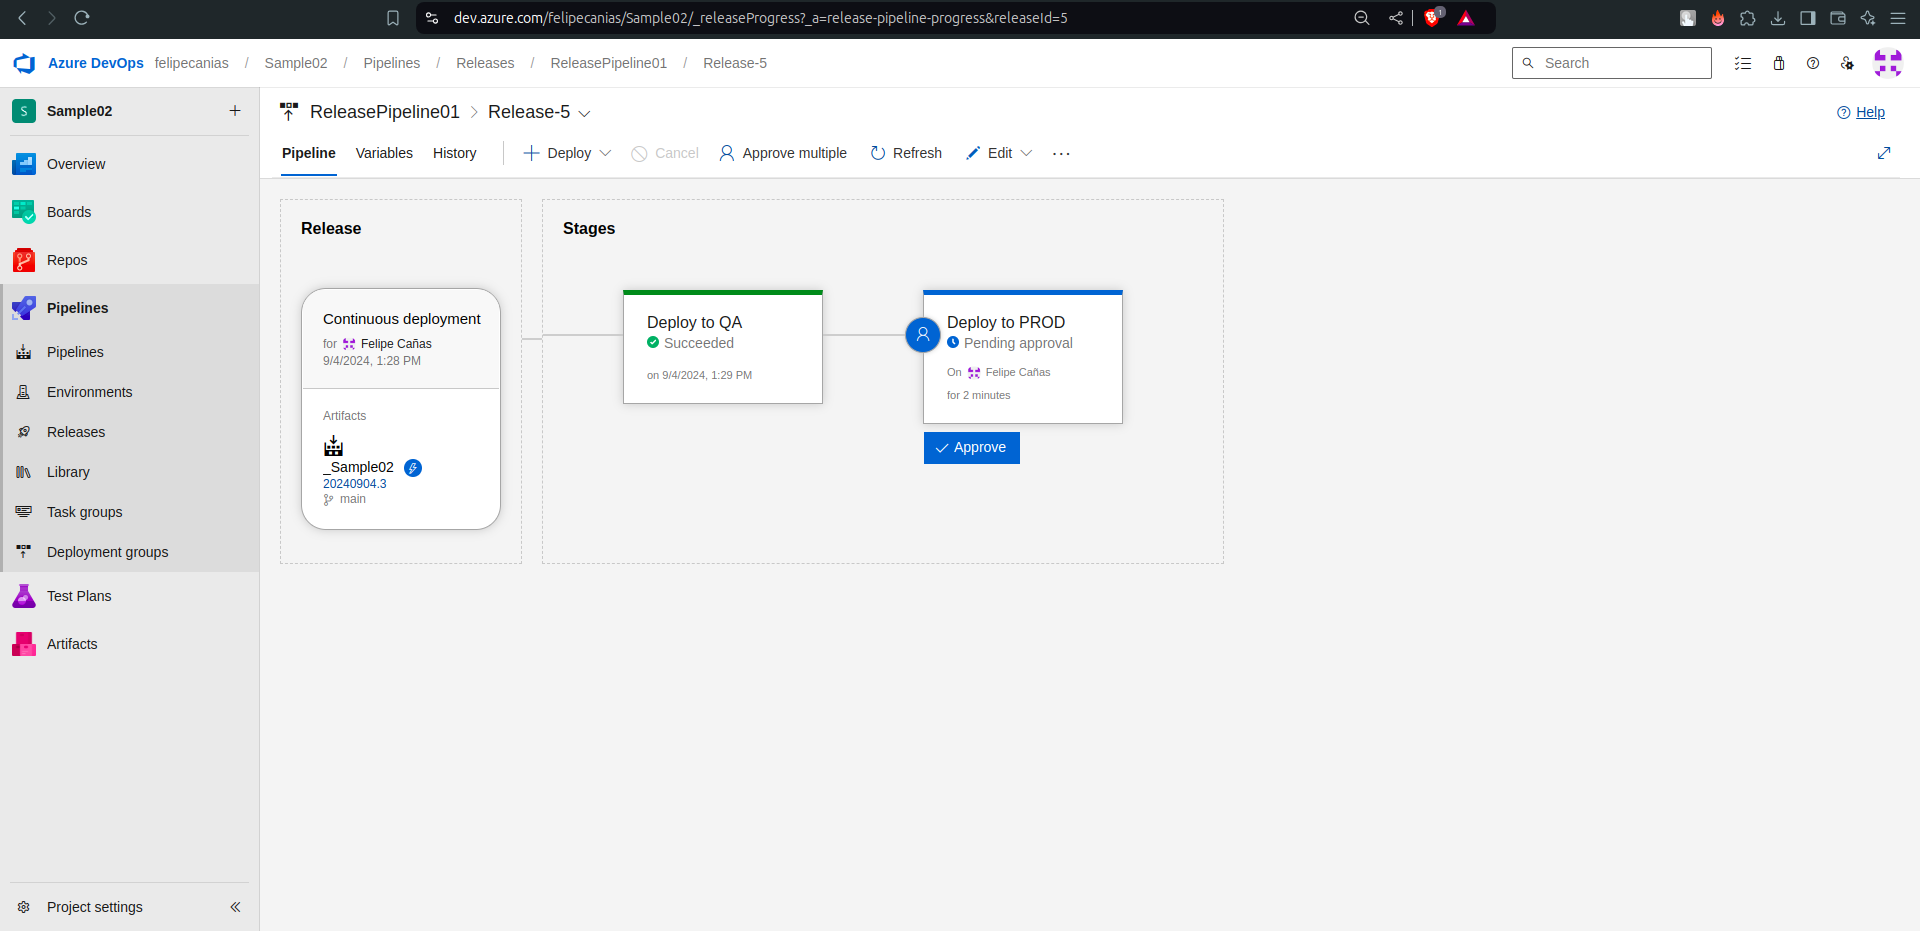 dev.azure.com/felipecanias/Sample02/_releaseProgress?_a=release-pipeline-progress&releaseId=5
1
Azure DevOps felipecanias / Sample02 / Pipelines / Releases / ReleasePipeline01 / Release-5
Search
S Sample02
Overview
Boards
Repos
Pipelines
Pipelines
Environments
Releases
Library
Task groups
Deployment groups
Test Plans
Artifacts
Project settings
ReleasePipeline01 > Release-5
Help
Pipeline Variables History Deploy Cancel Approve multiple Refresh Edit ...
Release
Continuous deployment
for Felipe Cañas
9/4/2024, 1:28 PM
Artifacts
_Sample02
20240904.3
main
Stages
Deploy to QA
Succeeded
on 9/4/2024, 1:29 PM
Deploy to PROD
Pending approval
On Felipe Cañas
for 2 minutes
Approve